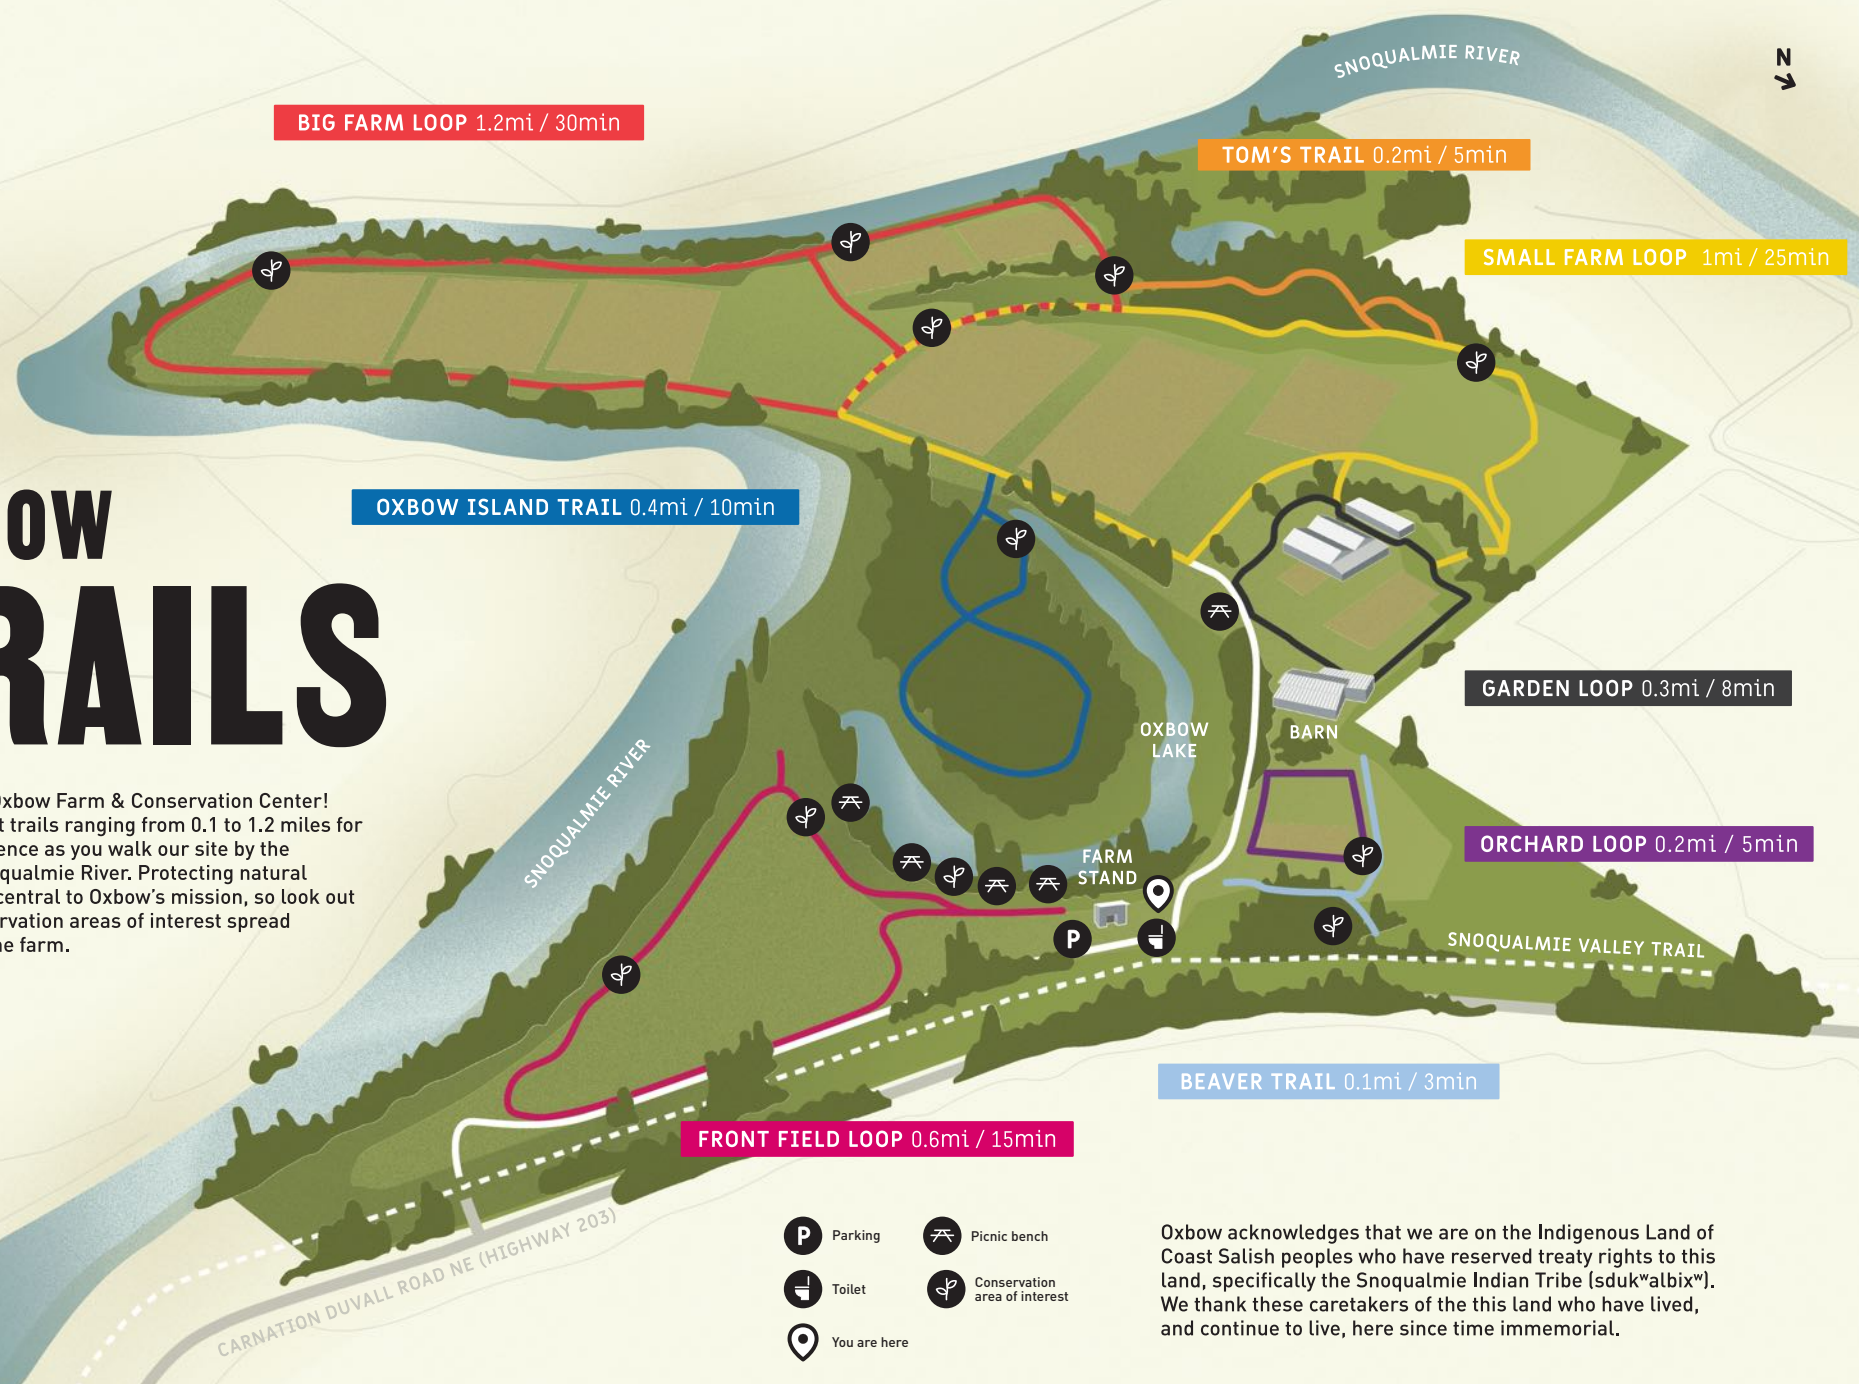 SNOQUALMIE RIVER
N
BIG FARM LOOP 1.2mi / 30min
TOM'S TRAIL 0.2mi / 5min
SMALL FARM LOOP 1mi / 25min
OXBOW ISLAND TRAIL 0.4mi / 10min
OW
RAILS
GARDEN LOOP 0.3mi / 8min
OXBOW
LAKE
BARN
SNOQUALMIE RIVER
Oxbow Farm & Conservation Center!
t trails ranging from 0.1 to 1.2 miles for
ence as you walk our site by the
qualmie River. Protecting natural
central to Oxbow's mission, so look out
rvation areas of interest spread
he farm.
ORCHARD LOOP 0.2mi / 5min
FARM
STAND
P
SNOQUALMIE VALLEY TRAIL
BEAVER TRAIL 0.1mi / 3min
FRONT FIELD LOOP 0.6mi / 15min
CARNATION DUVALL ROAD NE (HIGHWAY 203)
P Parking
Picnic bench
Toilet
Conservation
area of interest
You are here
Oxbow acknowledges that we are on the Indigenous Land of
Coast Salish peoples who have reserved treaty rights to this
land, specifically the Snoqualmie Indian Tribe (sdukʷalbixʷ).
We thank these caretakers of the this land who have lived,
and continue to live, here since time immemorial.